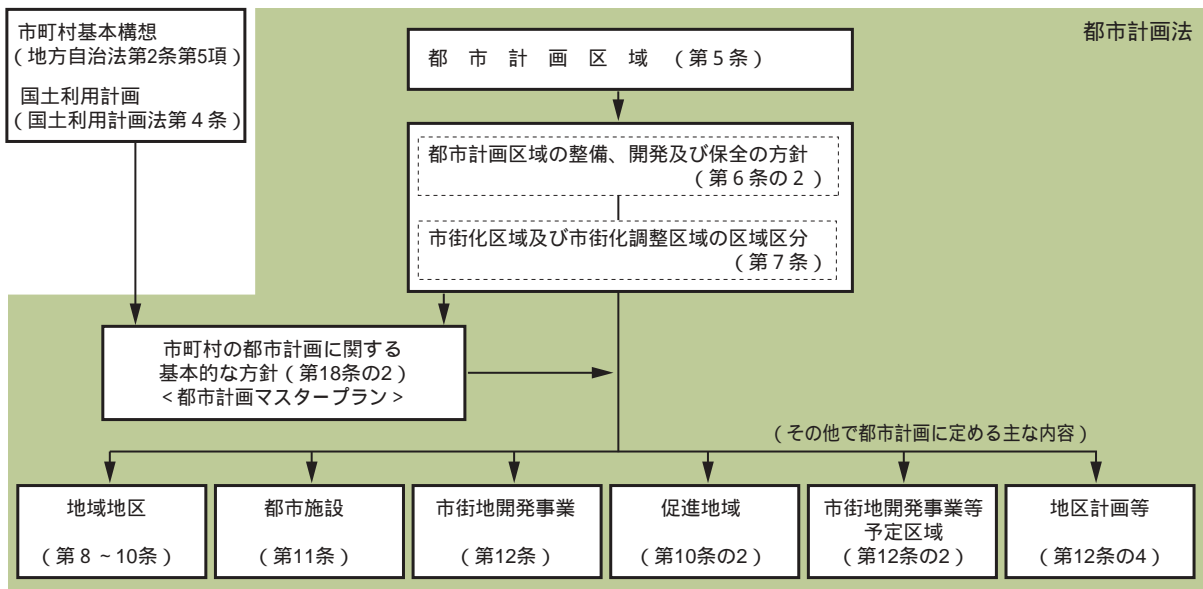 市町村基本構想
（地方自治法第2条第5項）
国土利用計画
（国土利用計画法第４条）
都市計画法
都市計画区域（第５条）
都市計画区域の整備、開発及び保全の方針
（第６条の２）
市街化区域及び市街化調整区域の区域区分
（第７条）
市町村の都市計画に関する
基本的な方針（第18条の2）
＜都市計画マスタープラン＞
（その他で都市計画に定める主な内容）
地域地区
（第８～10条）
都市施設
（第11条）
市街地開発事業
（第12条）
促進地域
（第10条の2）
市街地開発事業等
予定区域
（第12条の2）
地区計画等
（第12条の4）